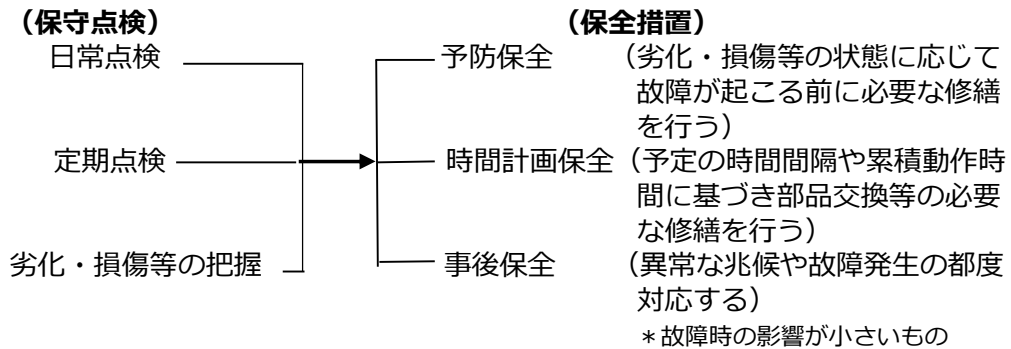 （保守点検）
（保全措置）
日常点検
予防保全
（劣化・損傷等の状態に応じて
故障が起こる前に必要な修繕
を行う）
定期点検
時間計画保全
（予定の時間間隔や累積動作時
間に基づき部品交換等の必要
な修繕を行う）
劣化・損傷等の把握
事後保全
（異常な兆候や故障発生の都度
対応する）
＊故障時の影響が小さいもの